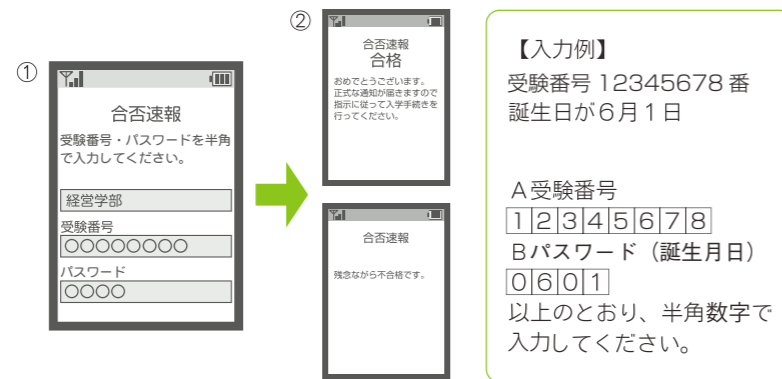 ①
合否速報
受験番号・パスワードを半角
で入力してください。
経営学部
受験番号
○○○○○○○○
パスワード
○○○○
②
合否速報
合格
おめでとうございます。
正式な通知が届きますので
指示に従って入学手続きを
行ってください。
合否速報
残念ながら不合格です。
【入力例】
受験番号 12345678 番
誕生日が6月1日
A受験番号
12345678
Bパスワード（誕生月日）
0601
以上のとおり、半角数字で
入力してください。